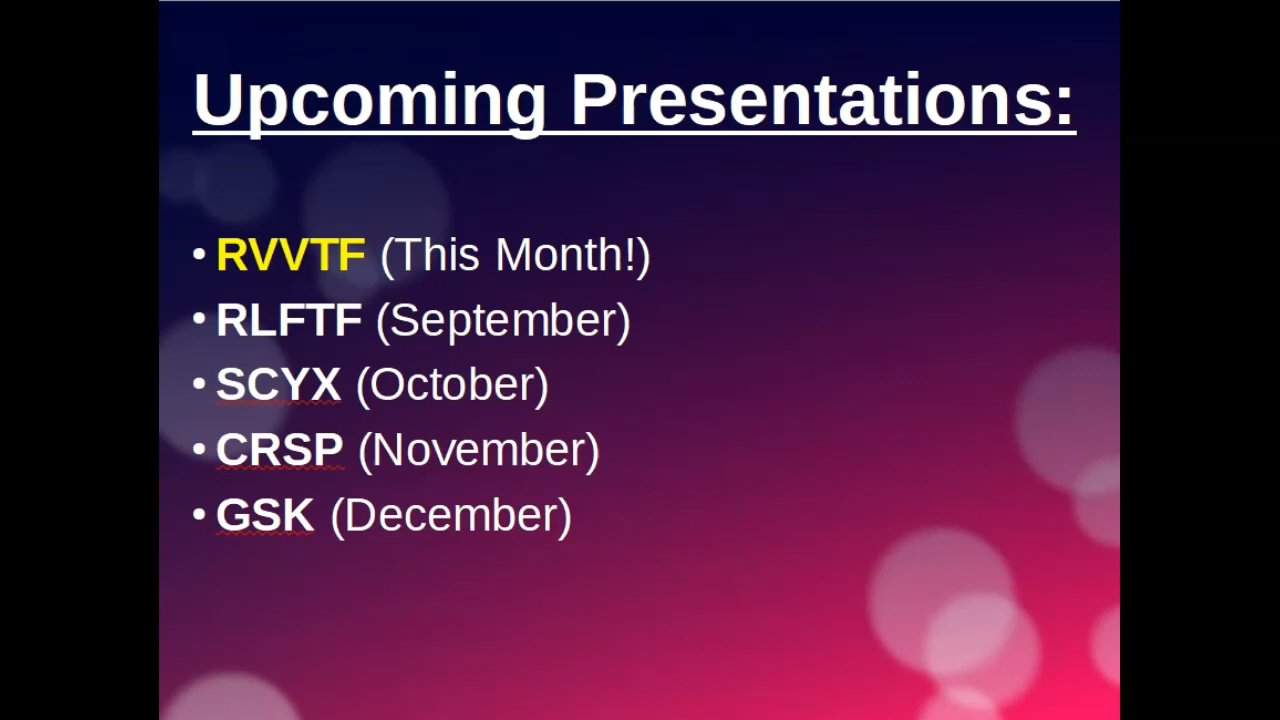 Upcoming Presentations:
• RVVTF (This Month!)
• RLFTF (September)
• SCYX (October)
• CRSP (November)
• GSK (December)